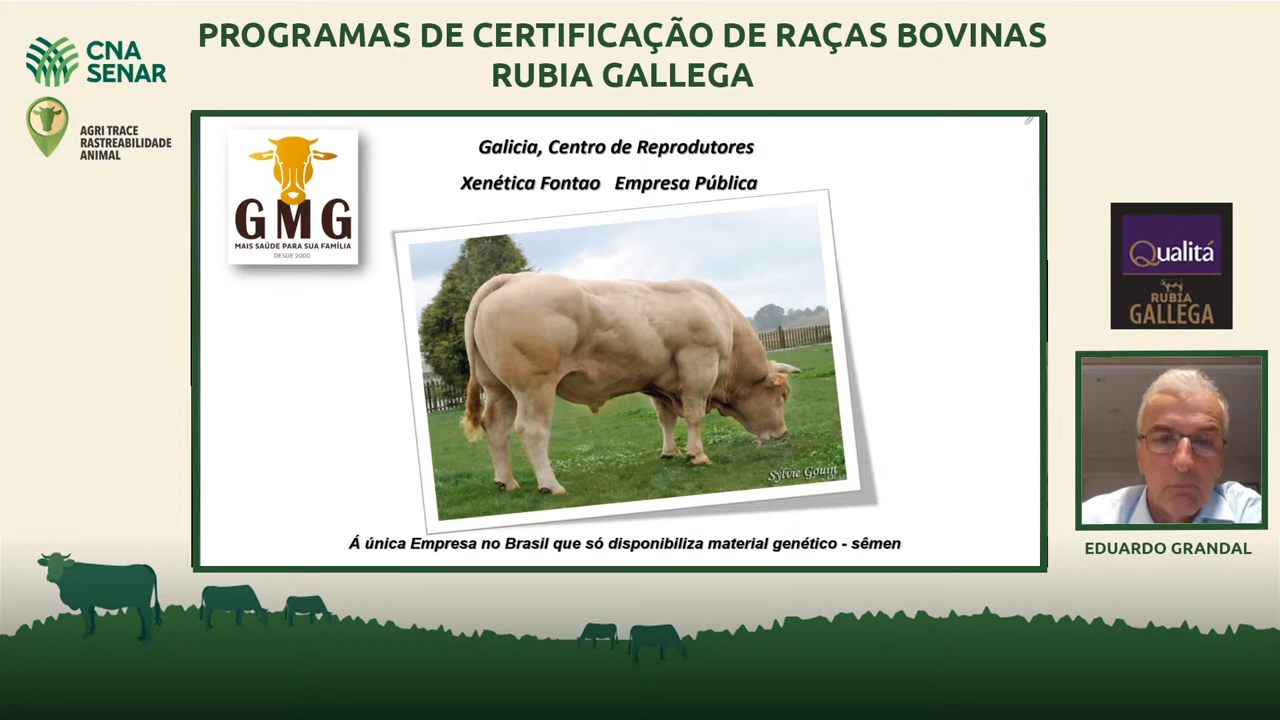 PROGRAMAS DE CERTIFICAÇÃO DE RAÇAS BOVINAS
RUBIA GALLEGA
CNA
SENAR
AGRI TRACE
RASTREABILIDADE
ANIMAL
GMG
MAIS SAÚDE PARA SUA FAMÍLIA
DESDE 2000
Galicia, Centro de Reprodutores
Xenética Fontao Empresa Pública
Sylvie Gouin
Á única Empresa no Brasil que só disponibiliza material genético - sêmen
Qualitá
RUBIA
GALLEGA
EDUARDO GRANDAL